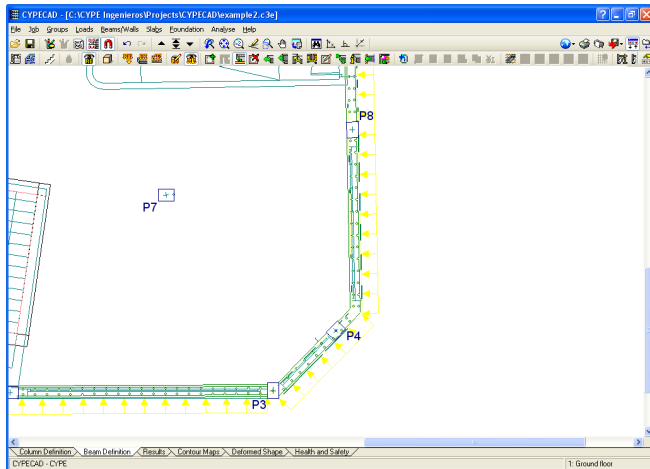 CYPECAD - [C:\CYPE Ingenieros\Projects\CYPECAD\example2.c3e]
File Job Groups Loads Beams/Walls Slabs Foundation Analyse Help
P8
P7
P4
P3
Column Definition Beam Definition Results Contour Maps Deformed Shape Health and Safety
CYPECAD - CYPE 1: Ground floor